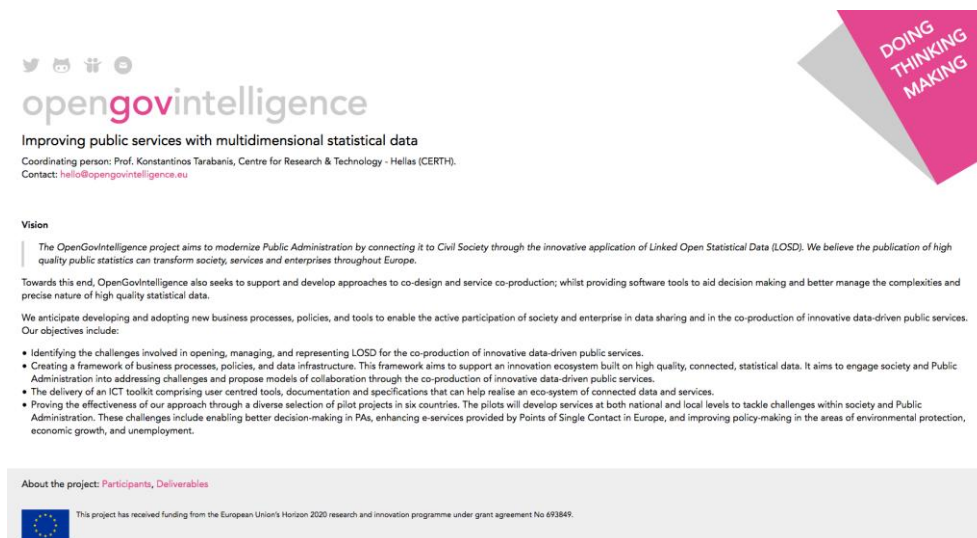 DOING
THINKING
MAKING
opengovintelligence
Improving public services with multidimensional statistical data
Coordinating person: Prof. Konstantinos Tarabanis, Centre for Research & Technology - Hellas (CERTH).
Contact: hello@opengovintelligence.eu
Vision
The OpenGovIntelligence project aims to modernize Public Administration by connecting it to Civil Society through the innovative application of Linked Open Statistical Data (LOSD). We believe the publication of high
quality public statistics can transform society, services and enterprises throughout Europe.
Towards this end, OpenGovIntelligence also seeks to support and develop approaches to co-design and service co-production; whilst providing software tools to aid decision making and better manage the complexities and
precise nature of high quality statistical data.
We anticipate developing and adopting new business processes, policies, and tools to enable the active participation of society and enterprise in data sharing and in the co-production of innovative data-driven public services.
Our objectives include:
• Identifying the challenges involved in opening, managing, and representing LOSD for the co-production of innovative data-driven public services.
• Creating a framework of business processes, policies, and data infrastructure. This framework aims to support an innovation ecosystem built on high quality, connected, statistical data. It aims to engage society and Public
Administration into addressing challenges and propose models of collaboration through the co-production of innovative data-driven public services.
• The delivery of an ICT toolkit comprising user centred tools, documentation and specifications that can help realise an eco-system of connected data and services.
• Proving the effectiveness of our approach through a diverse selection of pilot projects in six countries. The pilots will develop services at both national and local levels to tackle challenges within society and Public
Administration. These challenges include enabling better decision-making in PAs, enhancing e-services provided by Points of Single Contact in Europe, and improving policy-making in the areas of environmental protection,
economic growth, and unemployment.
About the project: Participants, Deliverables
This project has received funding from the European Union's Horizon 2020 research and innovation programme under grant agreement No 693849.